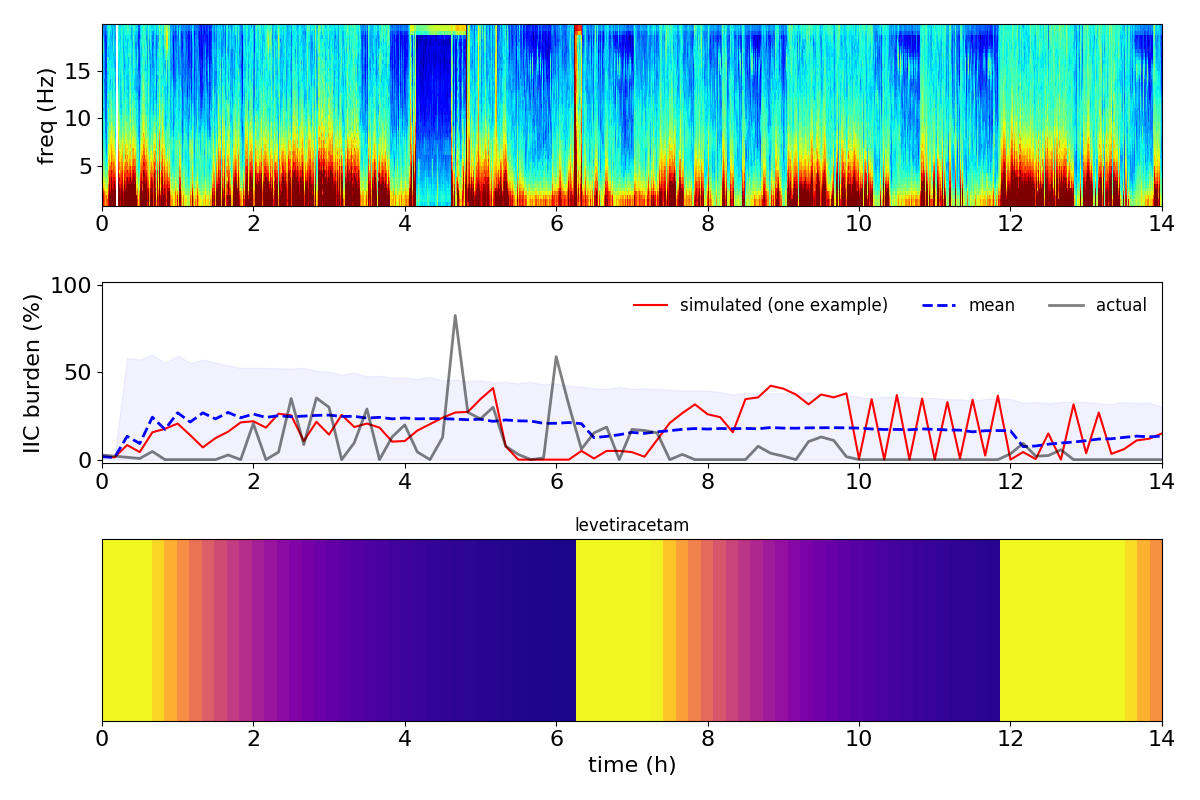 freq (Hz)
15
10
5
0 2 4 6 8 10 12 14
IIC burden (%)
100
50
0
simulated (one example) mean actual
0 2 4 6 8 10 12 14
levetiracetam
0 2 4 6 8 10 12 14
time (h)